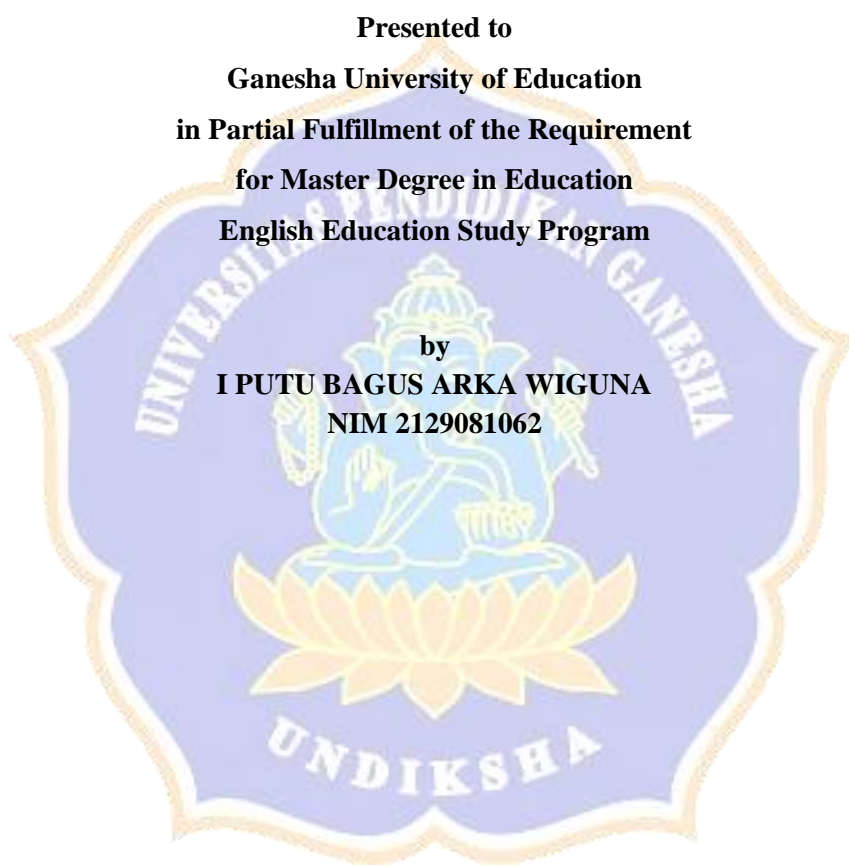 Presented to
Ganesha University of Education
in Partial Fulfillment of the Requirement
for Master Degree in Education
English Education Study Program
UNIVERSITAS PENDIDIKAN GANESHA
by
I PUTU BAGUS ARKA WIGUNA
NIM 2129081062
UNDIKSHA